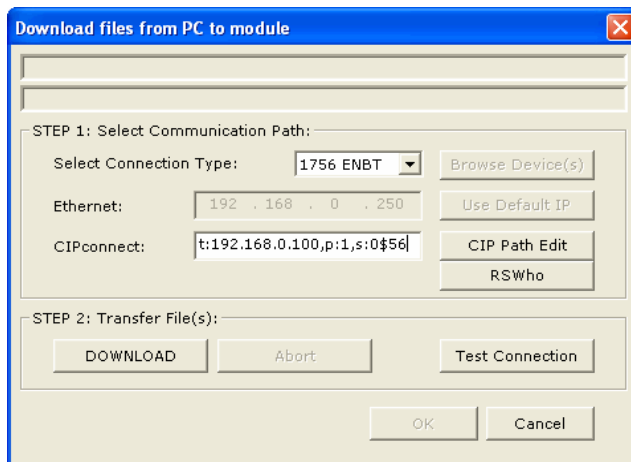 Download files from PC to module
STEP 1: Select Communication Path:
Select Connection Type:
1756 ENBT
Browse Device(s)
Ethernet:
192 . 168 . 0 . 250
Use Default IP
CIPconnect:
t:192.168.0.100,p:1,s:0$56
CIP Path Edit
RSWho
STEP 2: Transfer File(s):
DOWNLOAD
Abort
Test Connection
OK
Cancel